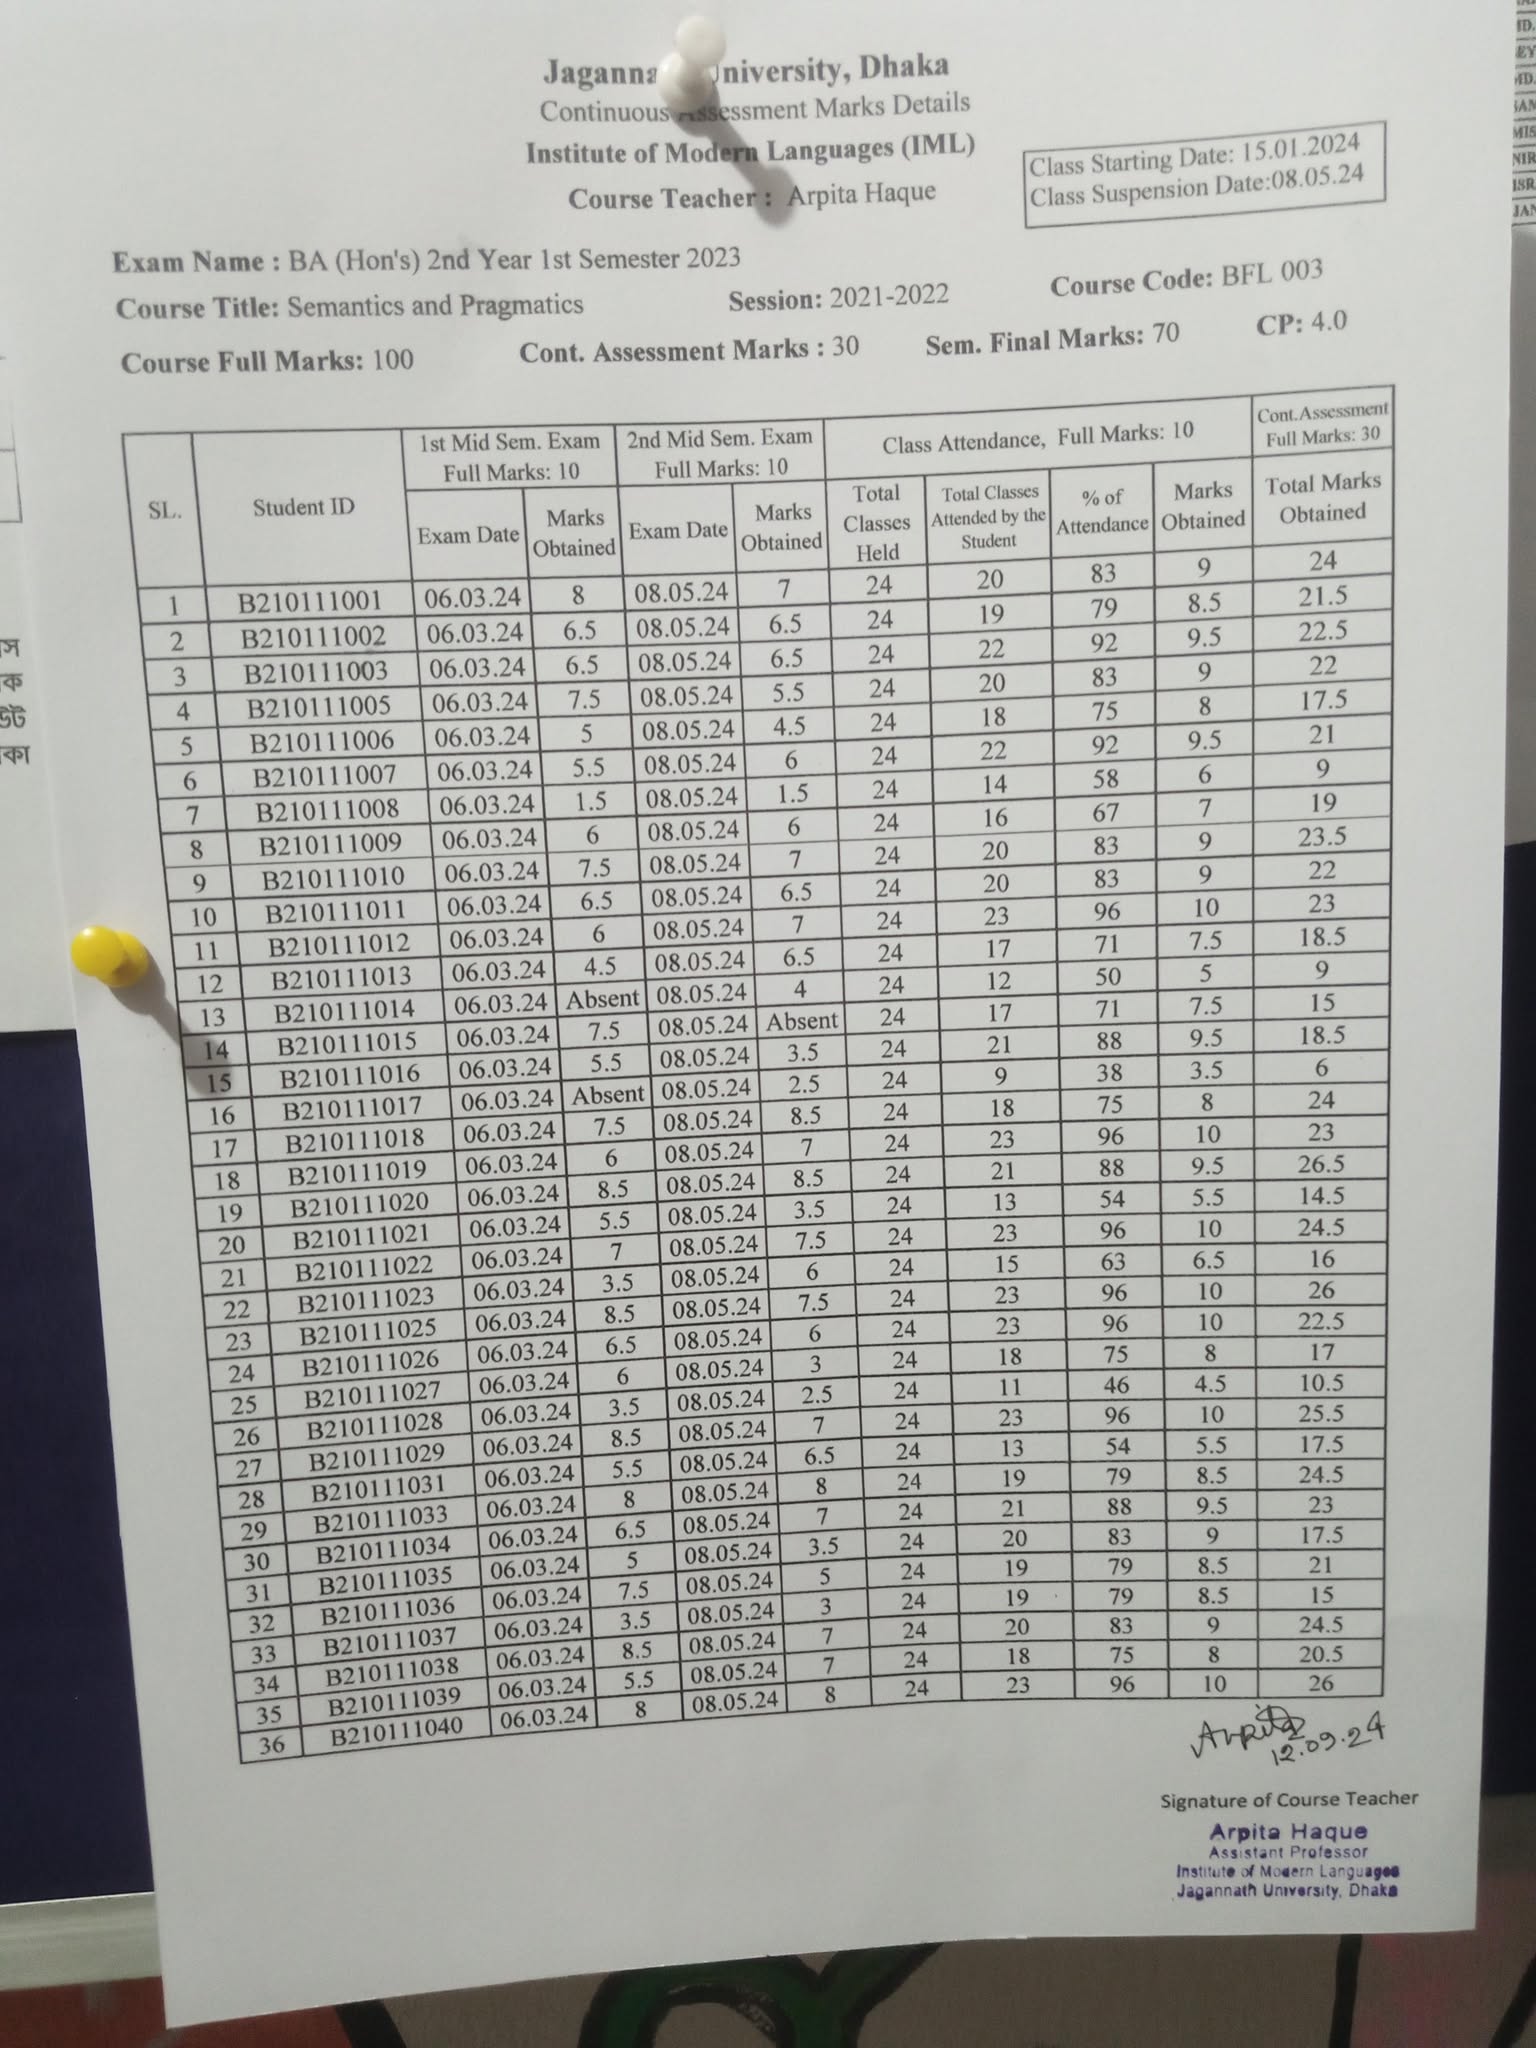 University, Dhaka
Continuous Assessment Marks Details
Institute of Modern Languages (IML)
Course Teacher : Arpita Haque
Class Starting Date: 15.01.2024
Class Suspension Date:08.05.24
Exam Name : BA (Hon's) 2nd Year 1st Semester 2023
Course Title: Semantics and Pragmatics Session: 2021-2022 Course Code: BFL 003
Course Full Marks: 100 Cont. Assessment Marks : 30 Sem. Final Marks: 70 CP: 4.0
SL. Student ID 1st Mid Sem. Exam Full Marks: 10 2nd Mid Sem. Exam Full Marks: 10 Class Attendance, Full Marks: 10 Cont.Assessment Full Marks: 30
Exam Date Marks Obtained Exam Date Marks Obtained Total Classes Held Total Classes Attended by the Student % of Attendance Marks Obtained Total Marks Obtained
1 B210111001 06.03.24 8 08.05.24 7 24 20 83 9 24
2 B210111002 06.03.24 6.5 08.05.24 6.5 24 19 79 8.5 21.5
3 B210111003 06.03.24 6.5 08.05.24 6.5 24 22 92 9.5 22.5
4 B210111005 06.03.24 7.5 08.05.24 5.5 24 20 83 9 22
5 B210111006 06.03.24 5 08.05.24 4.5 24 18 75 8 17.5
6 B210111007 06.03.24 5.5 08.05.24 6 24 22 92 9.5 21
7 B210111008 06.03.24 1.5 08.05.24 1.5 24 14 58 6 9
8 B210111009 06.03.24 6 08.05.24 6 24 16 67 7 19
9 B210111010 06.03.24 7.5 08.05.24 7 24 20 83 9 23.5
10 B210111011 06.03.24 6.5 08.05.24 6.5 24 20 83 9 22
11 B210111012 06.03.24 6 08.05.24 7 24 23 96 10 23
12 B210111013 06.03.24 4.5 08.05.24 6.5 24 17 71 7.5 18.5
13 B210111014 06.03.24 Absent 08.05.24 4 24 12 50 5 9
14 B210111015 06.03.24 7.5 08.05.24 Absent 24 17 71 7.5 15
15 B210111016 06.03.24 5.5 08.05.24 3.5 24 21 88 9.5 18.5
16 B210111017 06.03.24 Absent 08.05.24 2.5 24 9 38 3.5 6
17 B210111018 06.03.24 7.5 08.05.24 8.5 24 18 75 8 24
18 B210111019 06.03.24 6 08.05.24 7 24 23 96 10 23
19 B210111020 06.03.24 8.5 08.05.24 8.5 24 21 88 9.5 26.5
20 B210111021 06.03.24 5.5 08.05.24 3.5 24 13 54 5.5 14.5
21 B210111022 06.03.24 7 08.05.24 7.5 24 23 96 10 24.5
22 B210111023 06.03.24 3.5 08.05.24 6 24 15 63 6.5 16
23 B210111025 06.03.24 8.5 08.05.24 7.5 24 23 96 10 26
24 B210111026 06.03.24 6.5 08.05.24 6 24 23 96 10 22.5
25 B210111027 06.03.24 6 08.05.24 3 24 18 75 8 17
26 B210111028 06.03.24 3.5 08.05.24 2.5 24 11 46 4.5 10.5
27 B210111029 06.03.24 8.5 08.05.24 7 24 23 96 10 25.5
28 B210111031 06.03.24 5.5 08.05.24 6.5 24 13 54 5.5 17.5
29 B210111033 06.03.24 8 08.05.24 8 24 19 79 8.5 24.5
30 B210111034 06.03.24 6.5 08.05.24 7 24 21 88 9.5 23
31 B210111035 06.03.24 5 08.05.24 3.5 24 20 83 9 17.5
32 B210111036 06.03.24 7.5 08.05.24 5 24 19 79 8.5 21
33 B210111037 06.03.24 3.5 08.05.24 3 24 19 79 8.5 15
34 B210111038 06.03.24 8.5 08.05.24 7 24 20 83 9 24.5
35 B210111039 06.03.24 5.5 08.05.24 7 24 18 75 8 20.5
36 B210111040 06.03.24 8 08.05.24 8 24 23 96 10 26
Arpita
12.09.24
Signature of Course Teacher
Arpita Haque
Assistant Professor
Institute of Modern Languages
Jagannath University, Dhaka